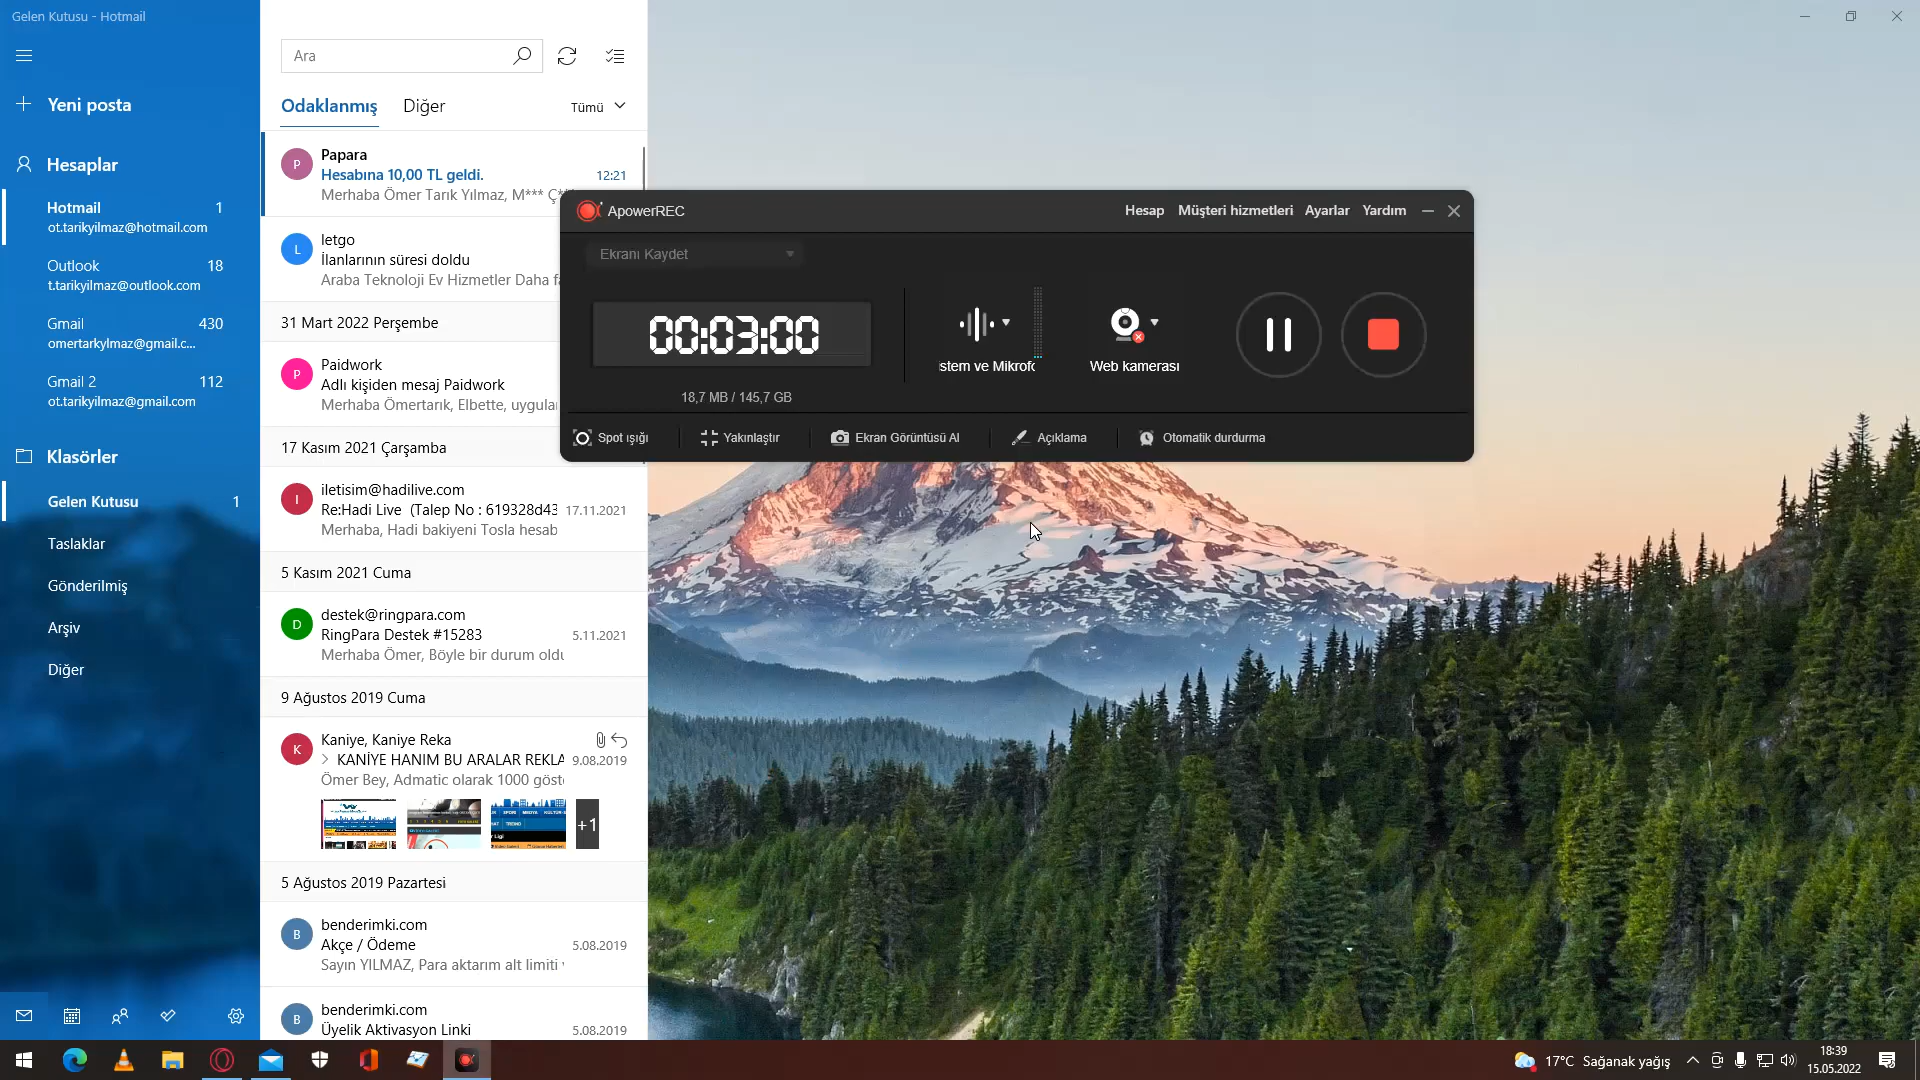 Gelen Kutusu - Hotmail
Yeni posta
Hesaplar
Hotmail 1
ot.tarikyilmaz@hotmail.com
Outlook 18
t.tarikyilmaz@outlook.com
Gmail 430
omertarkylmaz@gmail.c...
Gmail 2 112
ot.tarikyilmaz@gmail.com
Klasörler
Gelen Kutusu 1
Taslaklar
Gönderilmiş
Arşiv
Diğer
Ara
Odaklanmış Diğer Tümü
P
Papara
Hesabına 10,00 TL geldi. 12:21
Merhaba Ömer Tarık Yılmaz, M*** Ç*
L
letgo
İlanlarının süresi doldu
Araba Teknoloji Ev Hizmetler Daha fa
31 Mart 2022 Perşembe
P
Paidwork
Adlı kişiden mesaj Paidwork
Merhaba Ömertarık, Elbette, uygula
17 Kasım 2021 Çarşamba
I
iletisim@hadilive.com
Re:Hadi Live (Talep No : 619328d43 17.11.2021
Merhaba, Hadi bakiyeni Tosla hesab
5 Kasım 2021 Cuma
D
destek@ringpara.com
RingPara Destek #15283 5.11.2021
Merhaba Ömer, Böyle bir durum oldu
9 Ağustos 2019 Cuma
K
Kaniye, Kaniye Reka
KANİYE HANIM BU ARALAR REKLA 9.08.2019
Ömer Bey, Admatic olarak 1000 göste
+1
5 Ağustos 2019 Pazartesi
B
benderimki.com
Akçe / Ödeme 5.08.2019
Sayın YILMAZ, Para aktarım alt limiti
B
benderimki.com
Üyelik Aktivasyon Linki 5.08.2019
ApowerREC
Hesap Müşteri hizmetleri Ayarlar Yardım
Ekranı Kaydet
00:03:00
18,7 MB / 145,7 GB
stem ve Mikrofo
Web kamerası
Spot ışığı Yakınlaştır Ekran Görüntüsü Al Açıklama Otomatik durdurma
17°C Sağanak yağış
18:39
15.05.2022